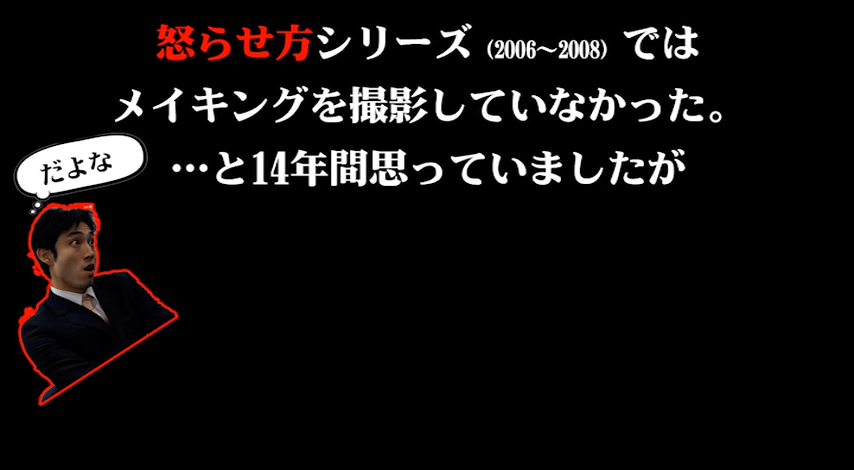 怒らせ方シリーズ（2006〜2008）では
メイキングを撮影していなかった。
…と14年間思っていましたが
だよな